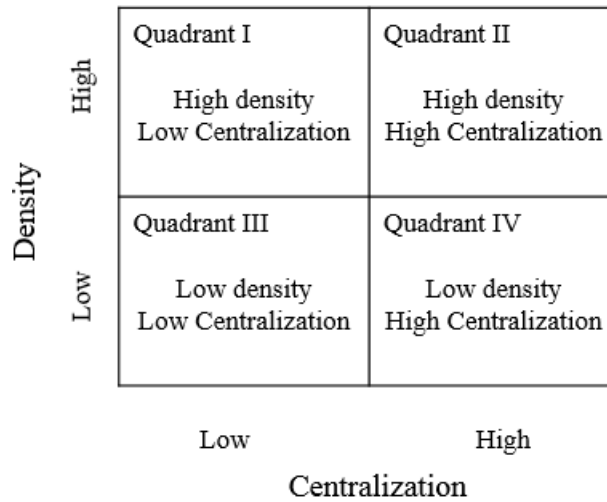 Quadrant I
High density
Low Centralization
Quadrant II
High density
High Centralization
Quadrant III
Low density
Low Centralization
Quadrant IV
Low density
High Centralization
High
Low
Density
Low
High
Centralization